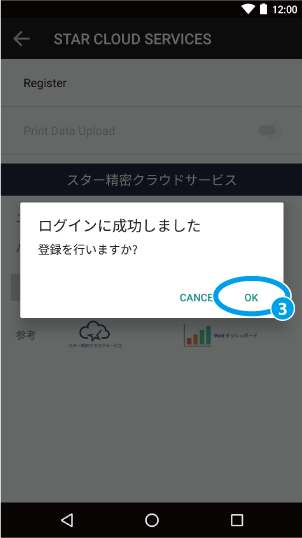 12:00
STAR CLOUD SERVICES
Register
Print Data Upload
スター精密クラウドサービス
ログインに成功しました
登録を行いますか?
CANCE
OK
3
参考
スター精密クラウドサービス
Web ダッシュボード